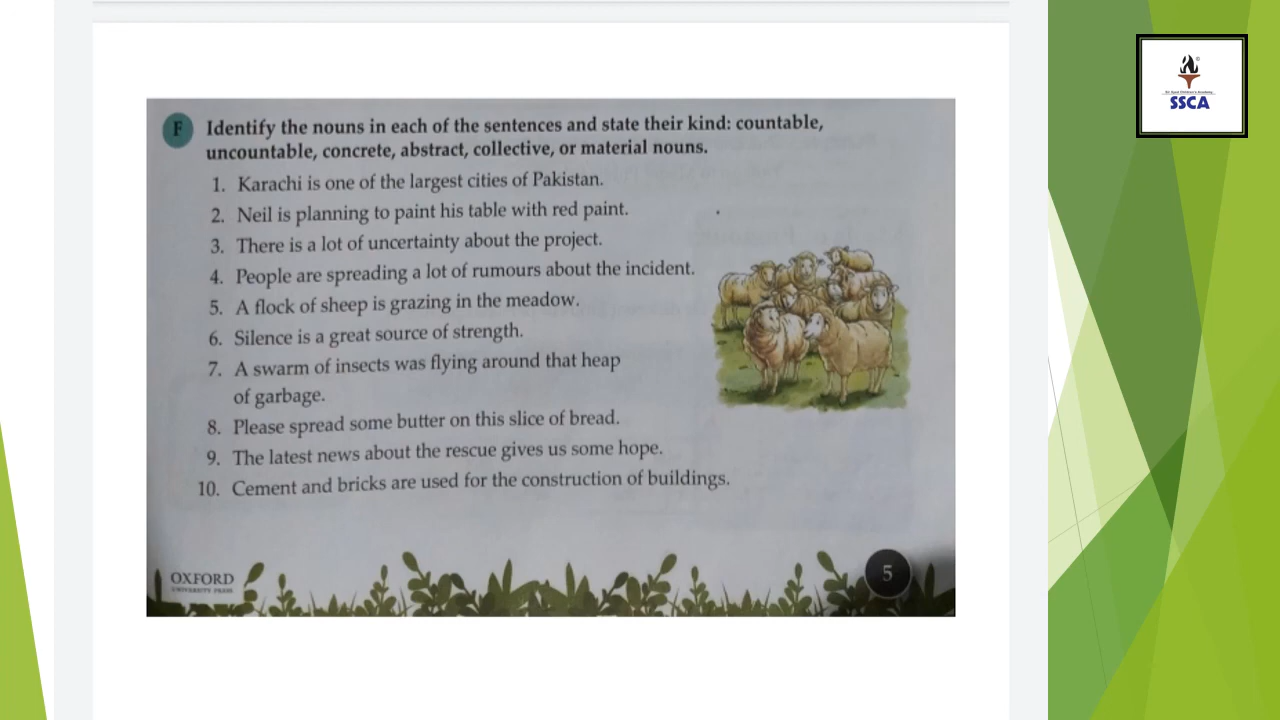 F Identify the nouns in each of the sentences and state their kind: countable,
uncountable, concrete, abstract, collective, or material nouns.
1. Karachi is one of the largest cities of Pakistan.
2. Neil is planning to paint his table with red paint.
3. There is a lot of uncertainty about the project.
4. People are spreading a lot of rumours about the incident.
5. A flock of sheep is grazing in the meadow.
6. Silence is a great source of strength.
7. A swarm of insects was flying around that heap
of garbage.
8. Please spread some butter on this slice of bread.
9. The latest news about the rescue gives us some hope.
10. Cement and bricks are used for the construction of buildings.
OXFORD
UNIVERSITY PRESS
5
SSCA